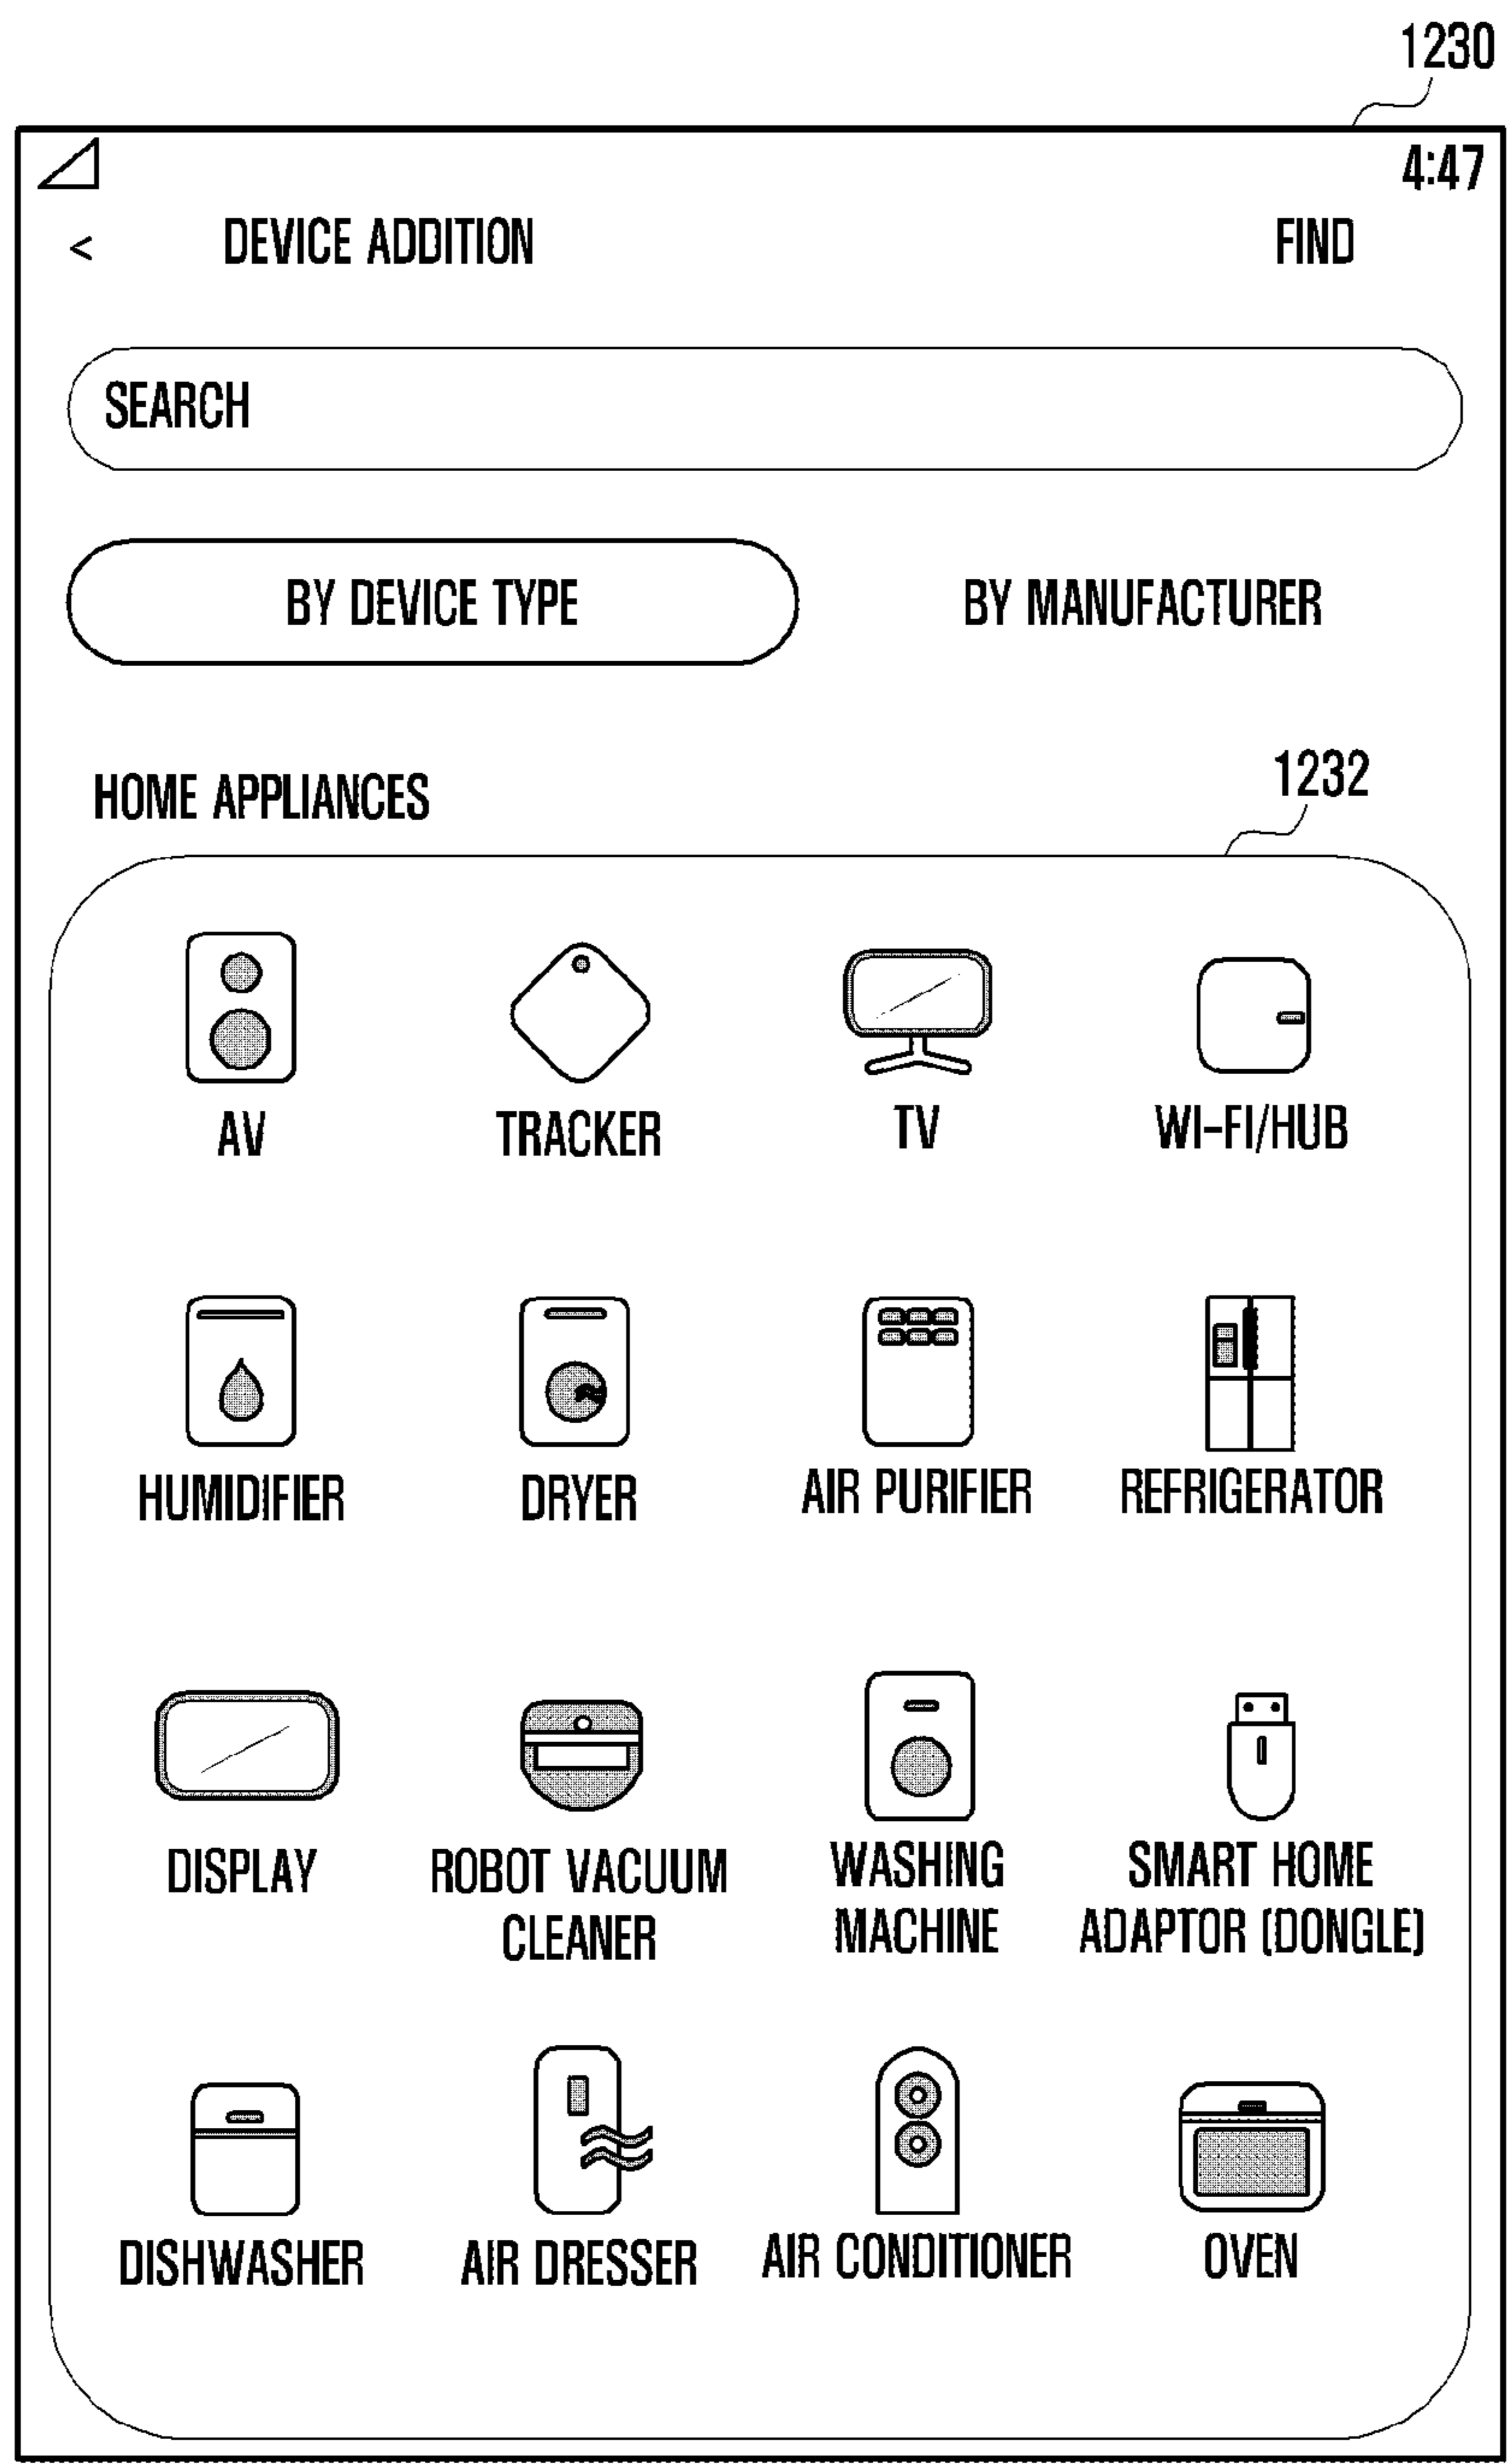 1230
4:47
< DEVICE ADDITION FIND
SEARCH
BY DEVICE TYPE BY MANUFACTURER
HOME APPLIANCES
1232
AV TRACKER TV WI-FI/HUB
HUMIDIFIER DRYER AIR PURIFIER REFRIGERATOR
DISPLAY ROBOT VACUUM WASHING SMART HOME
CLEANER MACHINE ADAPTOR (DONGLE)
DISHWASHER AIR DRESSER AIR CONDITIONER OVEN